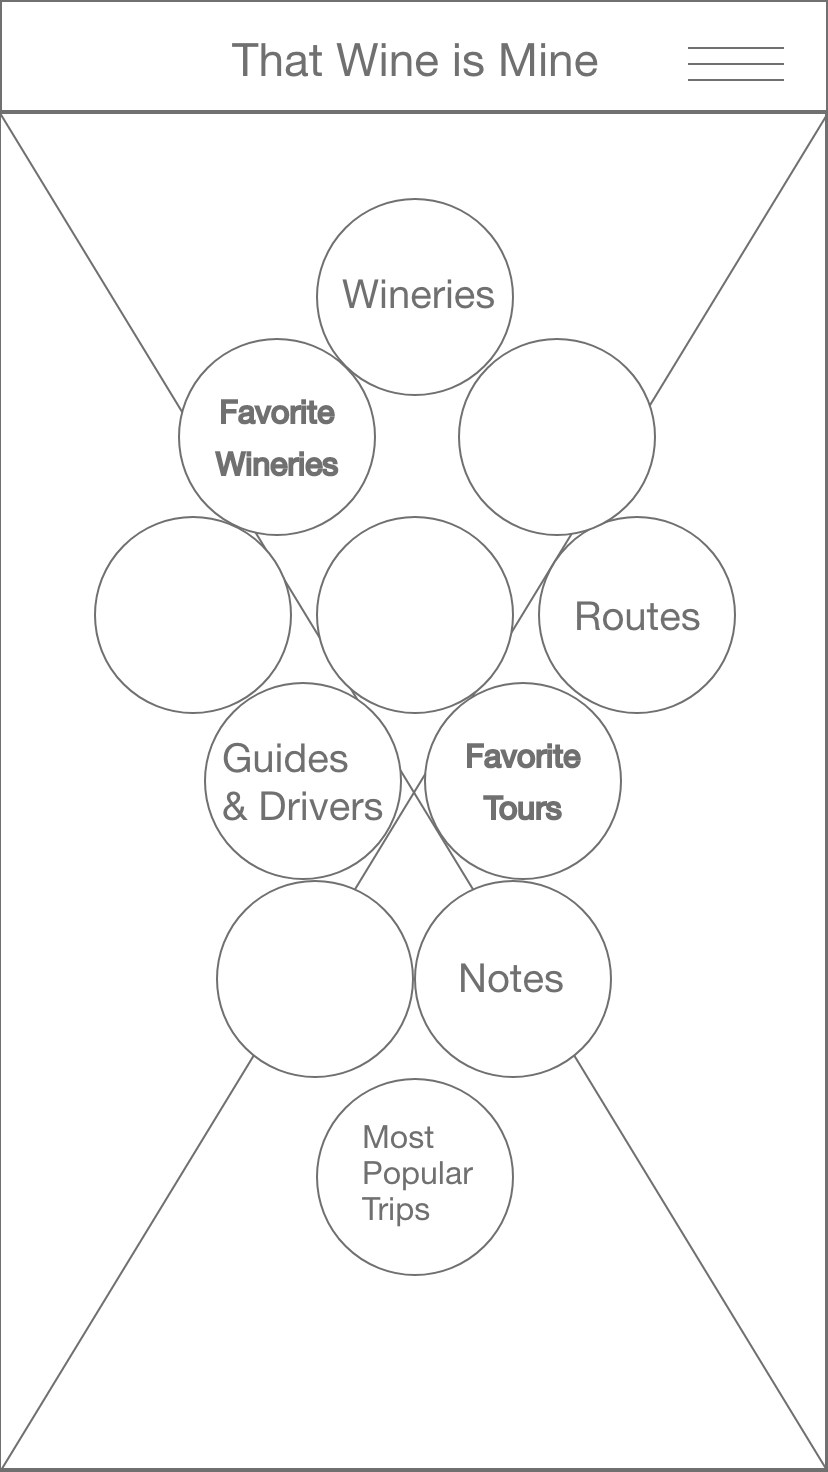 That Wine is Mine
Wineries
Favorite
Wineries
Routes
Guides
& Drivers
Favorite
Tours
Notes
Most
Popular
Trips